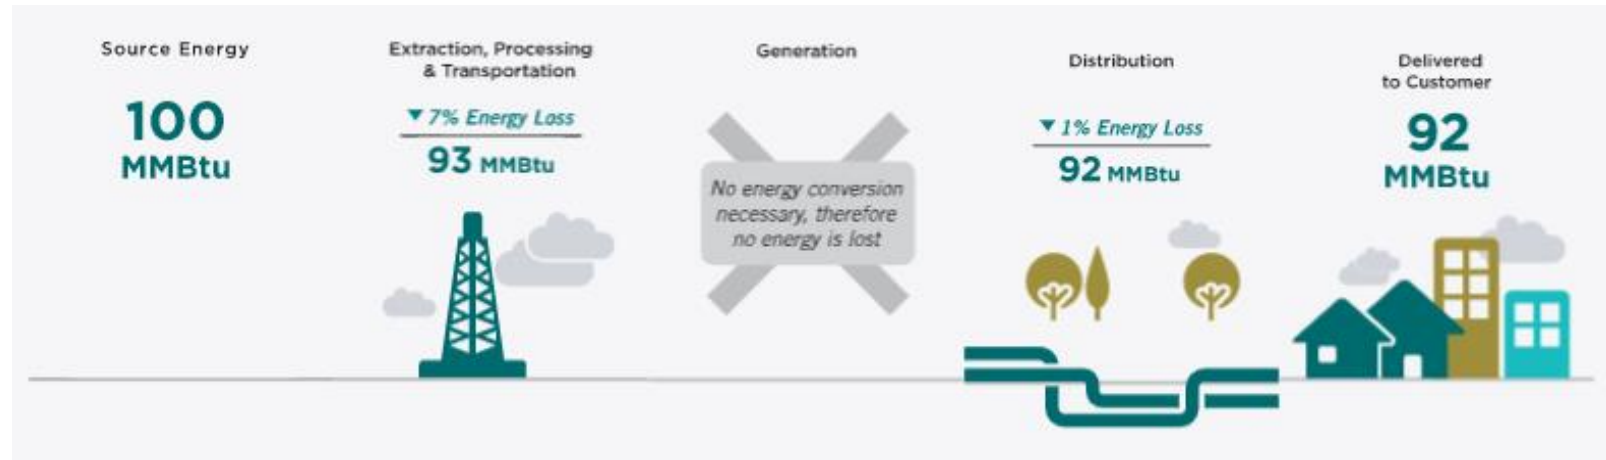 Source Energy
100
MMBtu
Extraction, Processing
& Transportation
▼ 7% Energy Loss
93 MMBtu
Generation
No energy conversion
necessary, therefore
no energy is lost
Distribution
▼ 1% Energy Loss
92 MMBtu
Delivered
to Customer
92
MMBtu